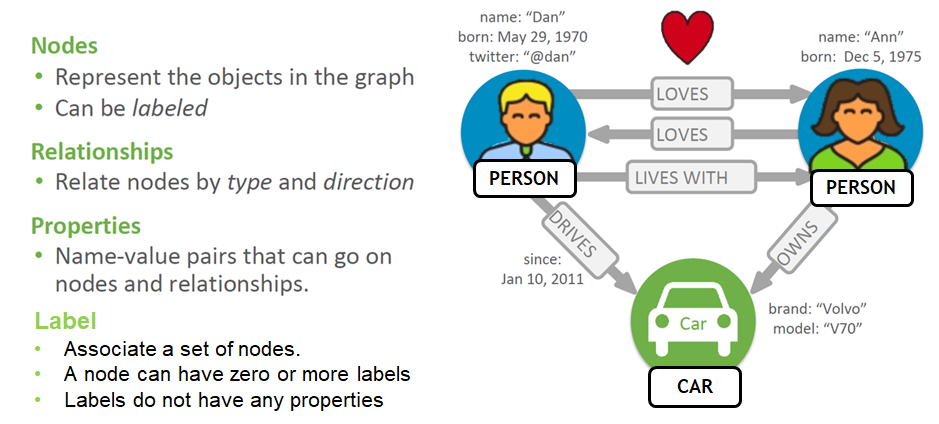 Nodes
• Represent the objects in the graph
• Can be labeled
Relationships
• Relate nodes by type and direction
Properties
• Name-value pairs that can go on
nodes and relationships.
Label
• Associate a set of nodes.
• A node can have zero or more labels
• Labels do not have any properties
name: “Dan”
born: May 29, 1970
twitter: “@dan”
name: “Ann”
born: Dec 5, 1975
LOVES
LOVES
LIVES WITH
PERSON
PERSON
DRIVES
OWNS
since:
Jan 10, 2011
Car
brand: “Volvo”
model: “V70”
CAR